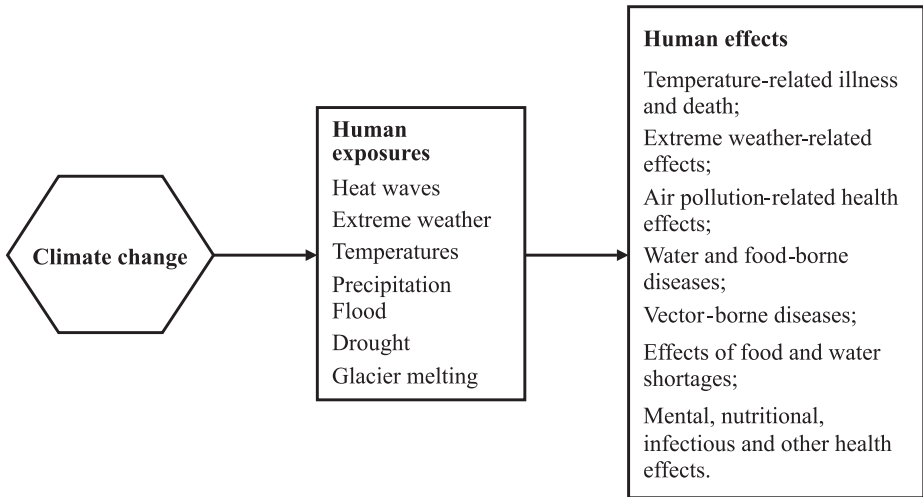 Climate change
Human
exposures
Heat waves
Extreme weather
Temperatures
Precipitation
Flood
Drought
Glacier melting
Human effects
Temperature-related illness
and death;
Extreme weather-related
effects;
Air pollution-related health
effects;
Water and food-borne
diseases;
Vector-borne diseases;
Effects of food and water
shortages;
Mental, nutritional,
infectious and other health
effects.